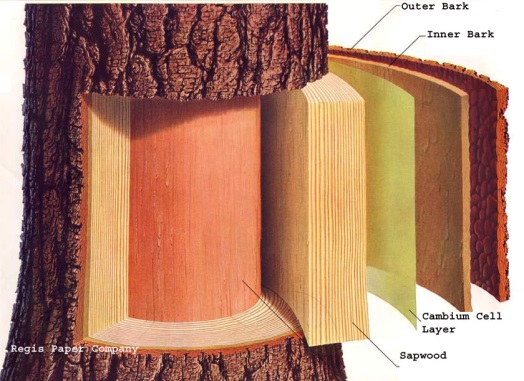 Outer Bark
Inner Bark
Cambium Cell
Layer
Sapwood
.Regis Paper Company